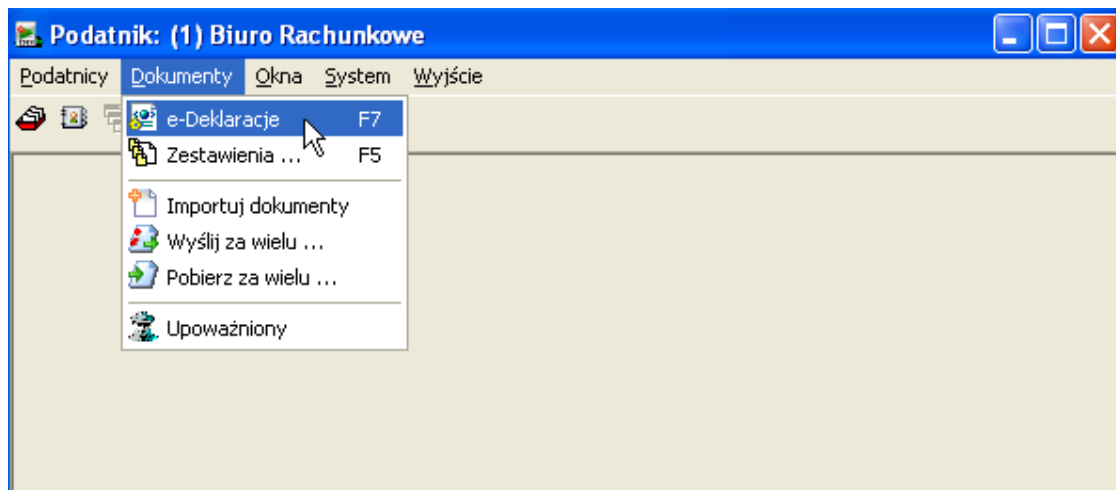 Podatnik: (1) Biuro Rachunkowe
Podatnicy Dokumenty Okna System Wyjście
e-Deklaracje F7
Zestawienia ... F5
Importuj dokumenty
Wyślij za wielu ...
Pobierz za wielu ...
Upoważniony